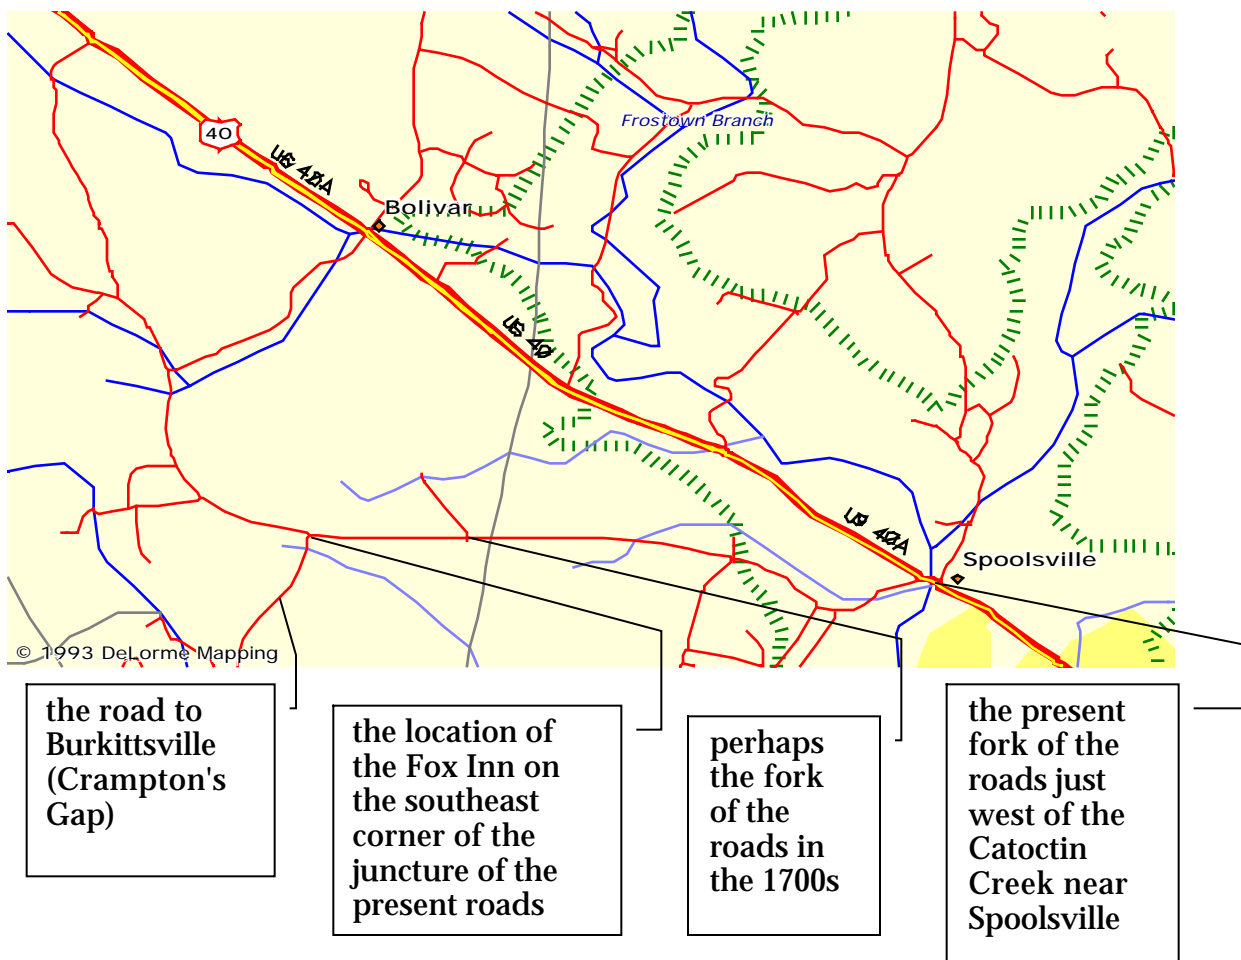 Frostown Branch
40
US 40A
Bolivar
US 40
US 40A
Spoolsville
© 1993 DeLorme Mapping
the road to
Burkittsville
(Crampton's
Gap)
the location of
the Fox Inn on
the southeast
corner of the
juncture of the
present roads
perhaps
the fork
of the
roads in
the 1700s
the present
fork of the
roads just
west of the
Catoctin
Creek near
Spoolsville